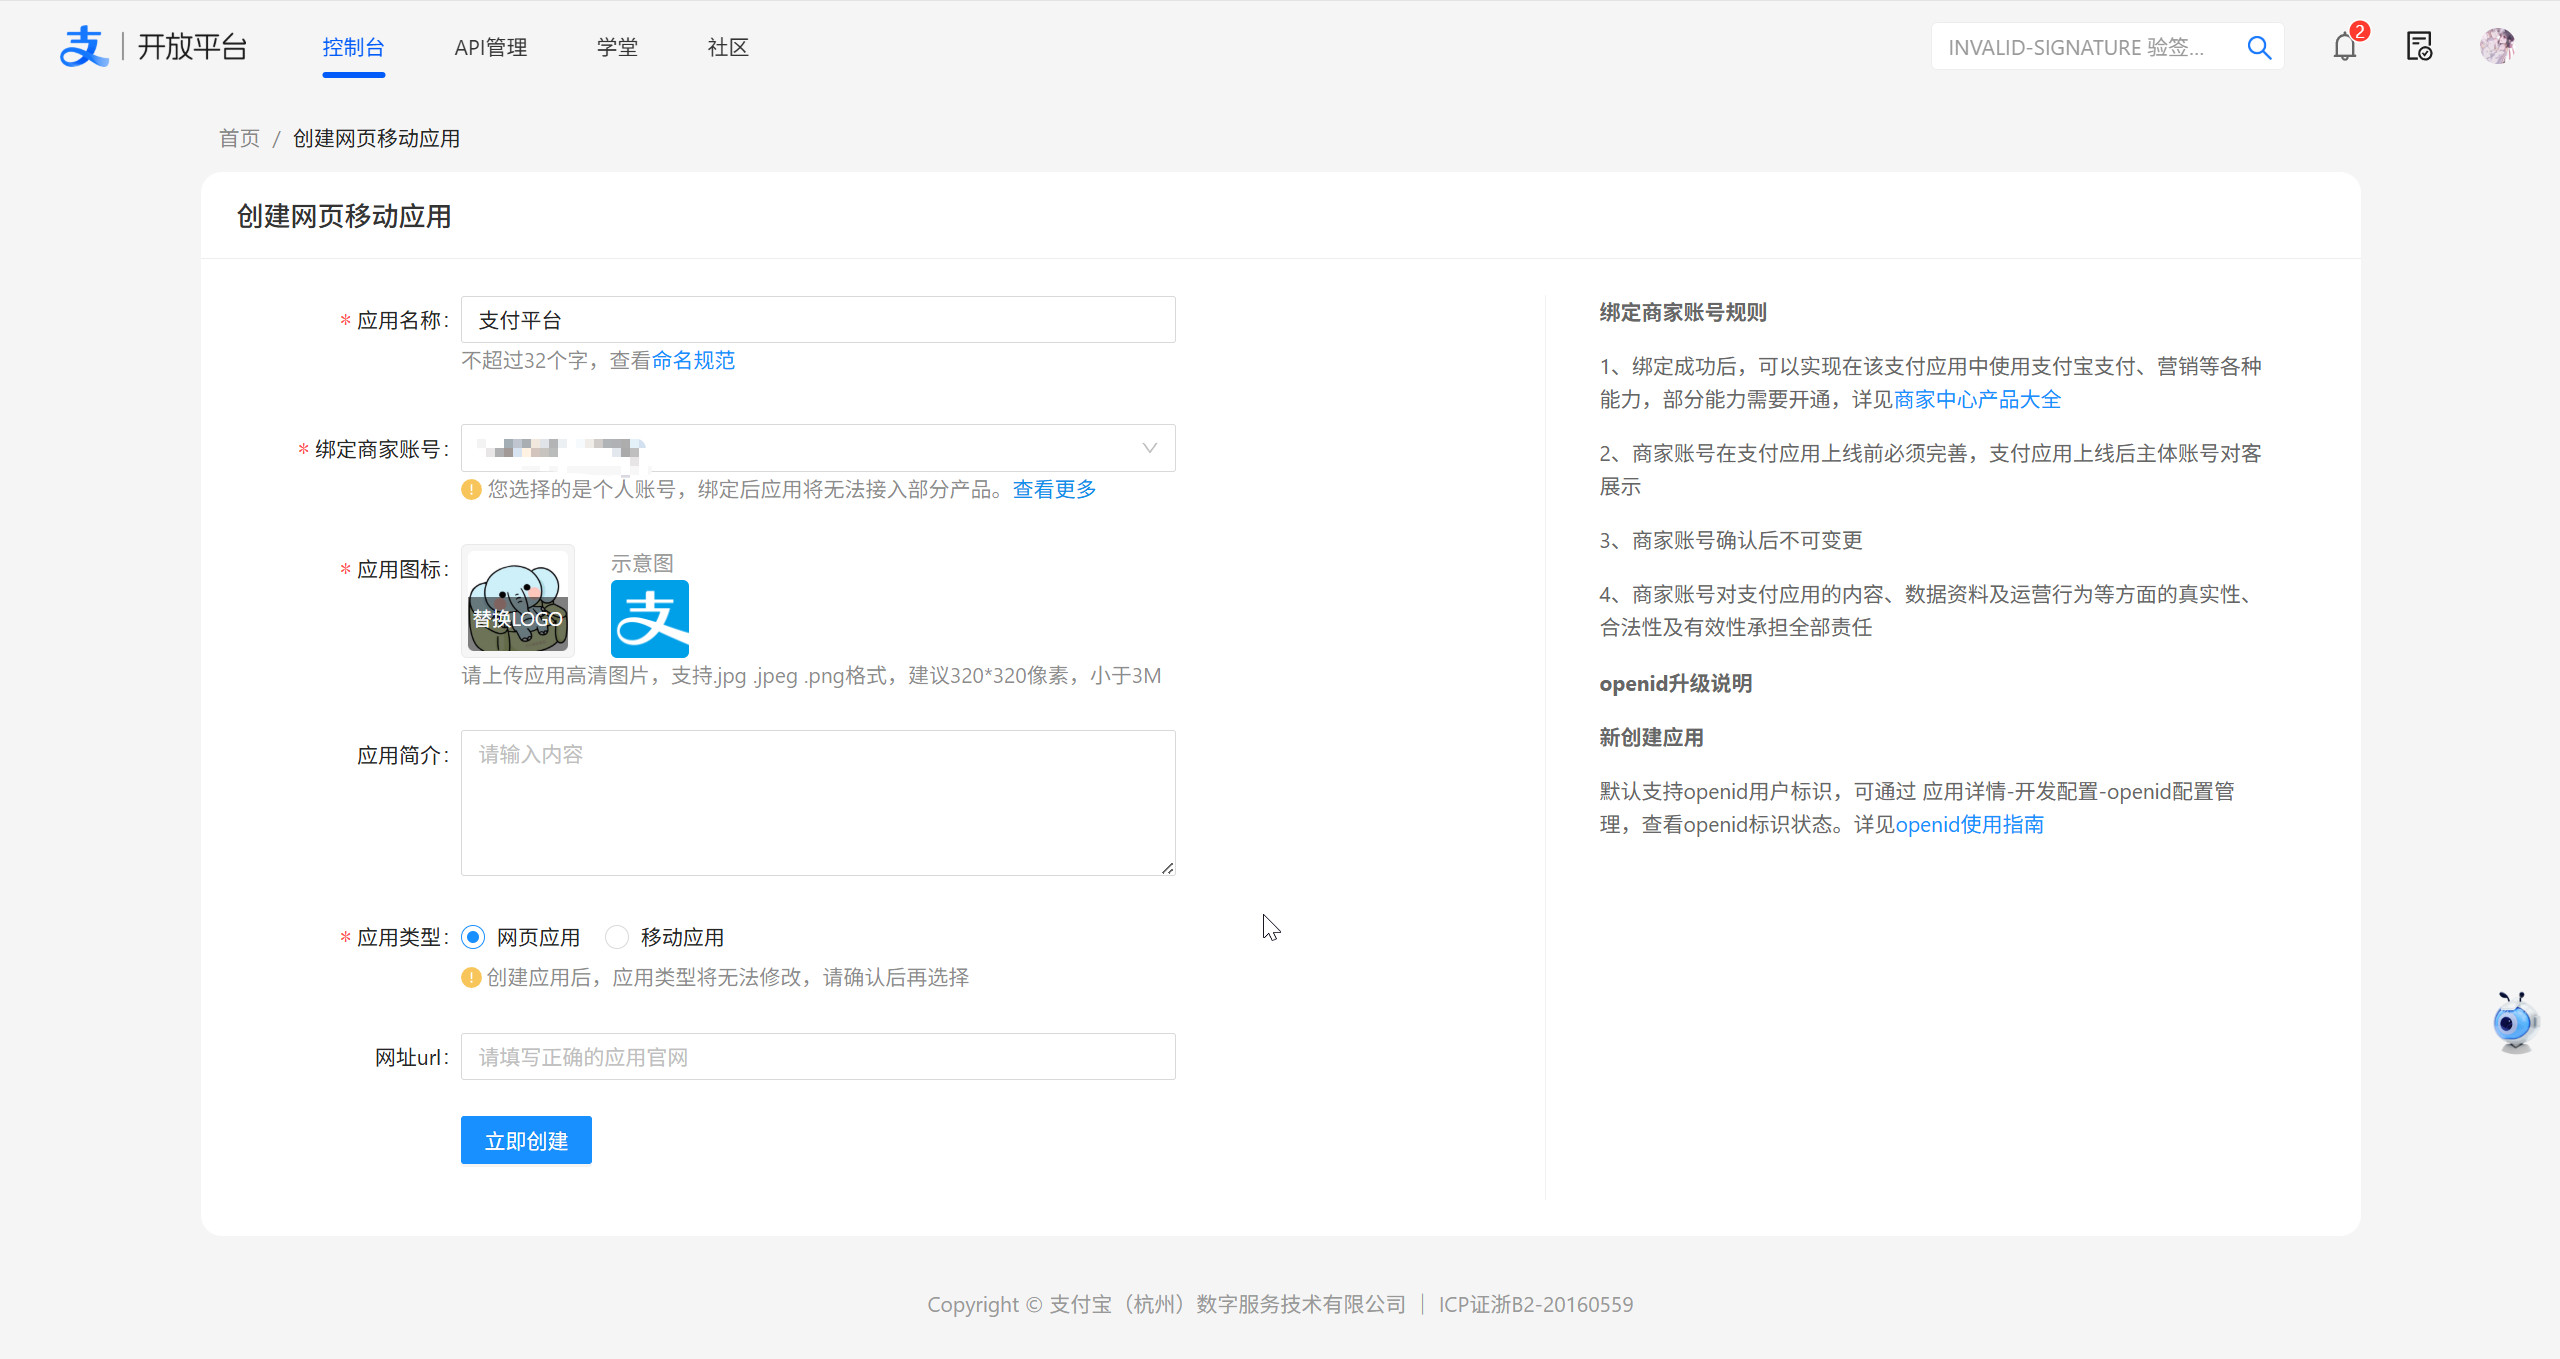 支 开放平台 控制台 API管理 学堂 社区 INVALID-SIGNATURE 验签... 2
首页 / 创建网页移动应用
创建网页移动应用
* 应用名称: 支付平台
不超过32个字，查看命名规范
* 绑定商家账号:
您选择的是个人账号，绑定后应用将无法接入部分产品。查看更多
* 应用图标: 替换LOGO 示意图
支
请上传应用高清图片，支持.jpg .jpeg .png格式，建议320*320像素，小于3M
应用简介: 请输入内容
* 应用类型: 网页应用 移动应用
创建应用后，应用类型将无法修改，请确认后再选择
网址url: 请填写正确的应用官网
立即创建
绑定商家账号规则
1、绑定成功后，可以实现在该支付应用中使用支付宝支付、营销等各种
能力，部分能力需要开通，详见商家中心产品大全
2、商家账号在支付应用上线前必须完善，支付应用上线后主体账号对客
展示
3、商家账号确认后不可变更
4、商家账号对支付应用的内容、数据资料及运营行为等方面的真实性、
合法性及有效性承担全部责任
openid升级说明
新创建应用
默认支持openid用户标识，可通过 应用详情-开发配置-openid配置管
理，查看openid标识状态。详见openid使用指南
Copyright © 支付宝（杭州）数字服务技术有限公司 | ICP证浙B2-20160559